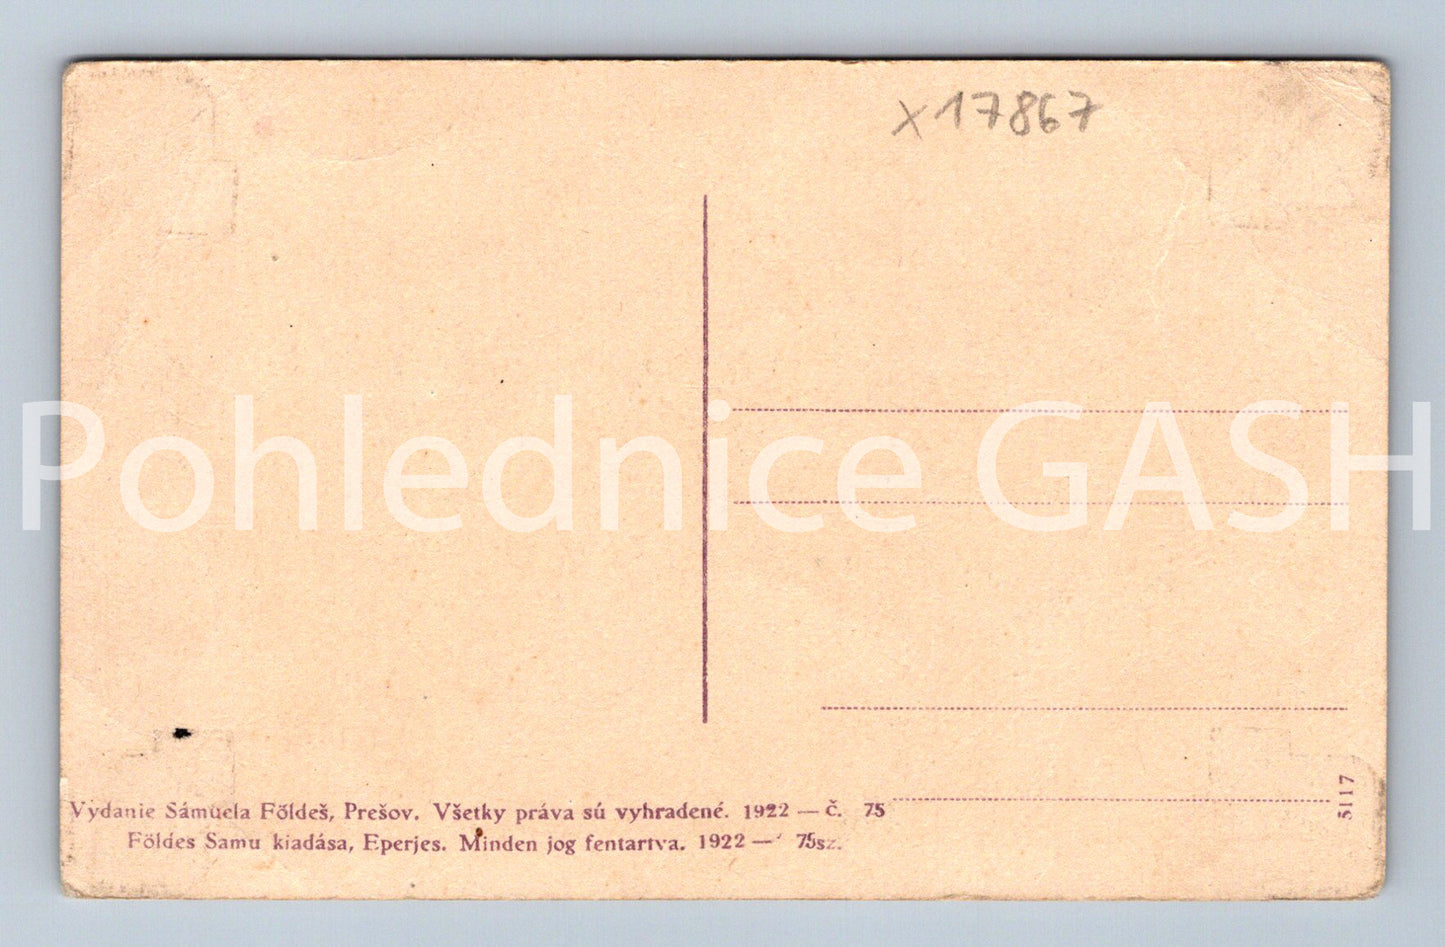 x17867
Pohlednice GASH
Vydanie Sámuela Főldeš, Prešov. Všetky práva sú vyhradené. 1922 — č. 75
Földes Samu kiadása, Eperjes. Minden jog fentartva. 1922 — 75sz.
5117